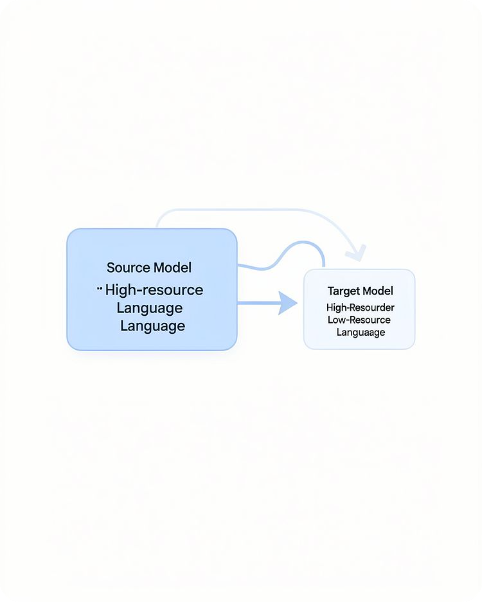 Source Model
·· High-resource
Language
Language
Target Model
High-Resourder
Low-Resource
Languaage